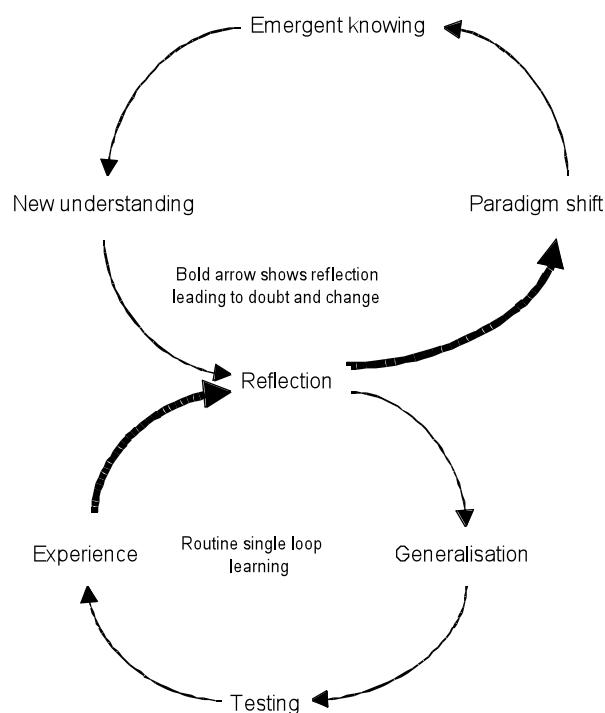 Emergent knowing
New understanding
Paradigm shift
Bold arrow shows reflection
leading to doubt and change
Reflection
Experience
Routine single loop
learning
Generalisation
Testing